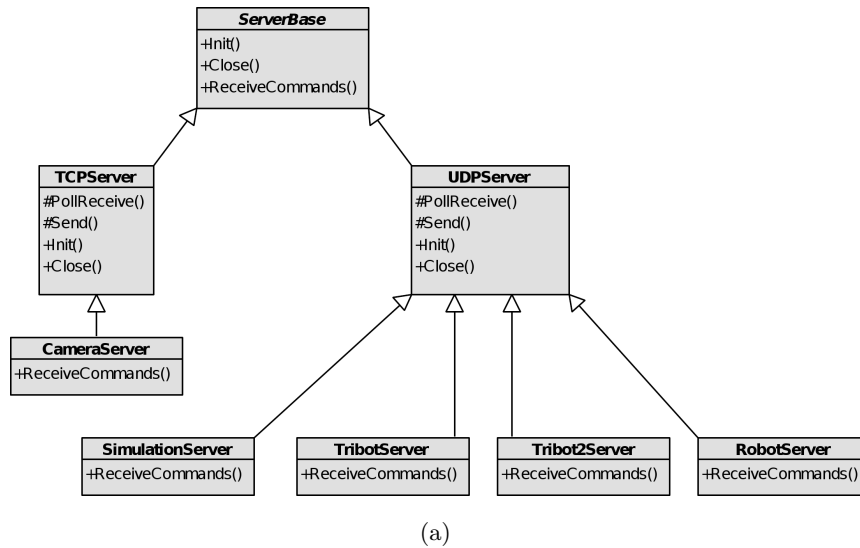 ServerBase
+Init()
+Close()
+ReceiveCommands()
TCPServer
#PollReceive()
#Send()
+Init()
+Close()
UDPServer
#PollReceive()
#Send()
+Init()
+Close()
CameraServer
+ReceiveCommands()
SimulationServer
+ReceiveCommands()
TribotServer
+ReceiveCommands()
Tribot2Server
+ReceiveCommands()
RobotServer
+ReceiveCommands()
(a)